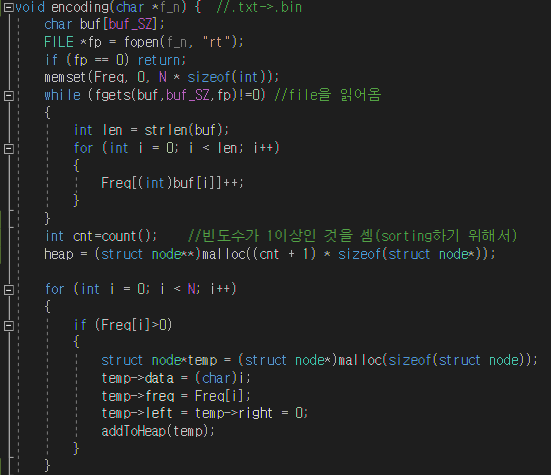 void encoding(char *f_n) {  //.txt->.bin
    char buf[buf_SZ];
    FILE *fp = fopen(f_n, "rt");
    if (fp == 0) return;
    memset(Freq, 0, N * sizeof(int));
    while (fgets(buf,buf_SZ,fp)!=0) //file을 읽어옴
    {
        int len = strlen(buf);
        for (int i = 0; i < len; i++)
        {
            Freq[(int)buf[i]]++;
        }
    }
    int cnt=count();    //빈도수가 1이상인 것을 셈(sorting하기 위해서)
    heap = (struct node**)malloc((cnt + 1) * sizeof(struct node*));
    for (int i = 0; i < N; i++)
    {
        if (Freq[i]>0)
        {
            struct node*temp = (struct node*)malloc(sizeof(struct node));
            temp->data = (char)i;
            temp->freq = Freq[i];
            temp->left = temp->right = 0;
            addToHeap(temp);
        }
    }